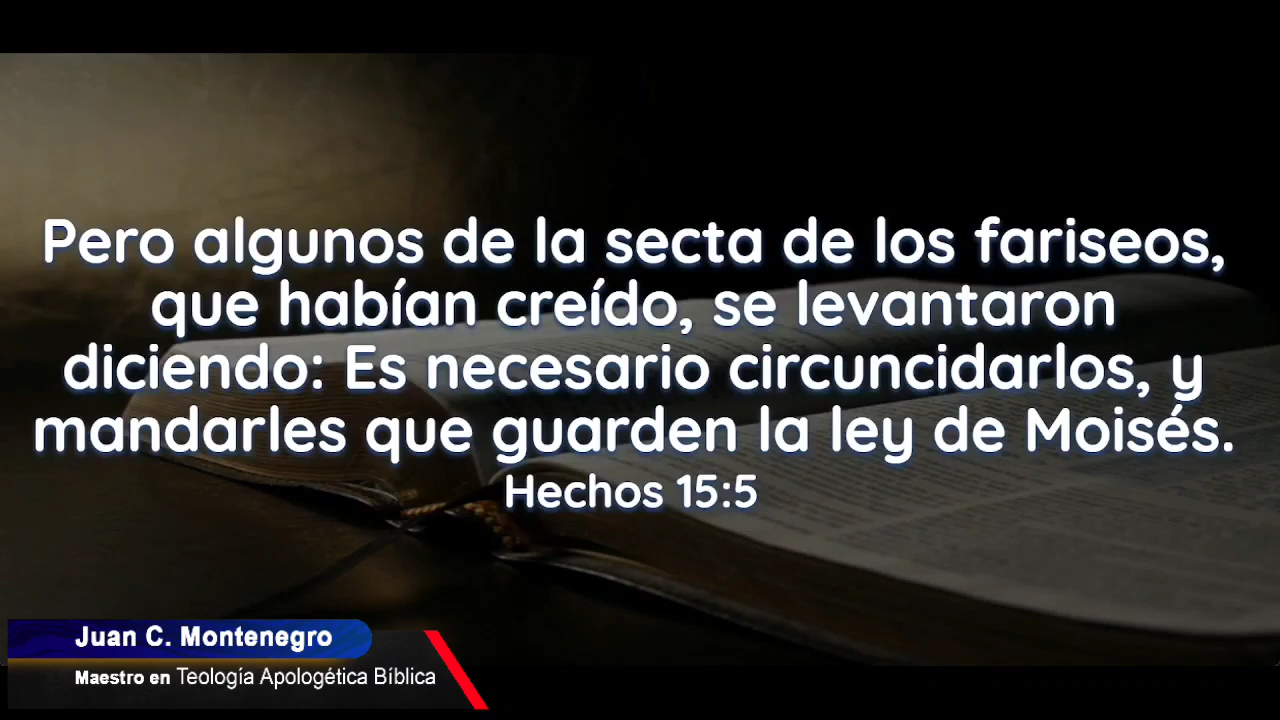 Pero algunos de la secta de los fariseos,
que habían creído, se levantaron
diciendo: Es necesario circuncidarlos, y
mandarles que guarden la ley de Moisés.
Hechos 15:5
Juan C. Montenegro
Maestro en Teología Apologética Bíblica